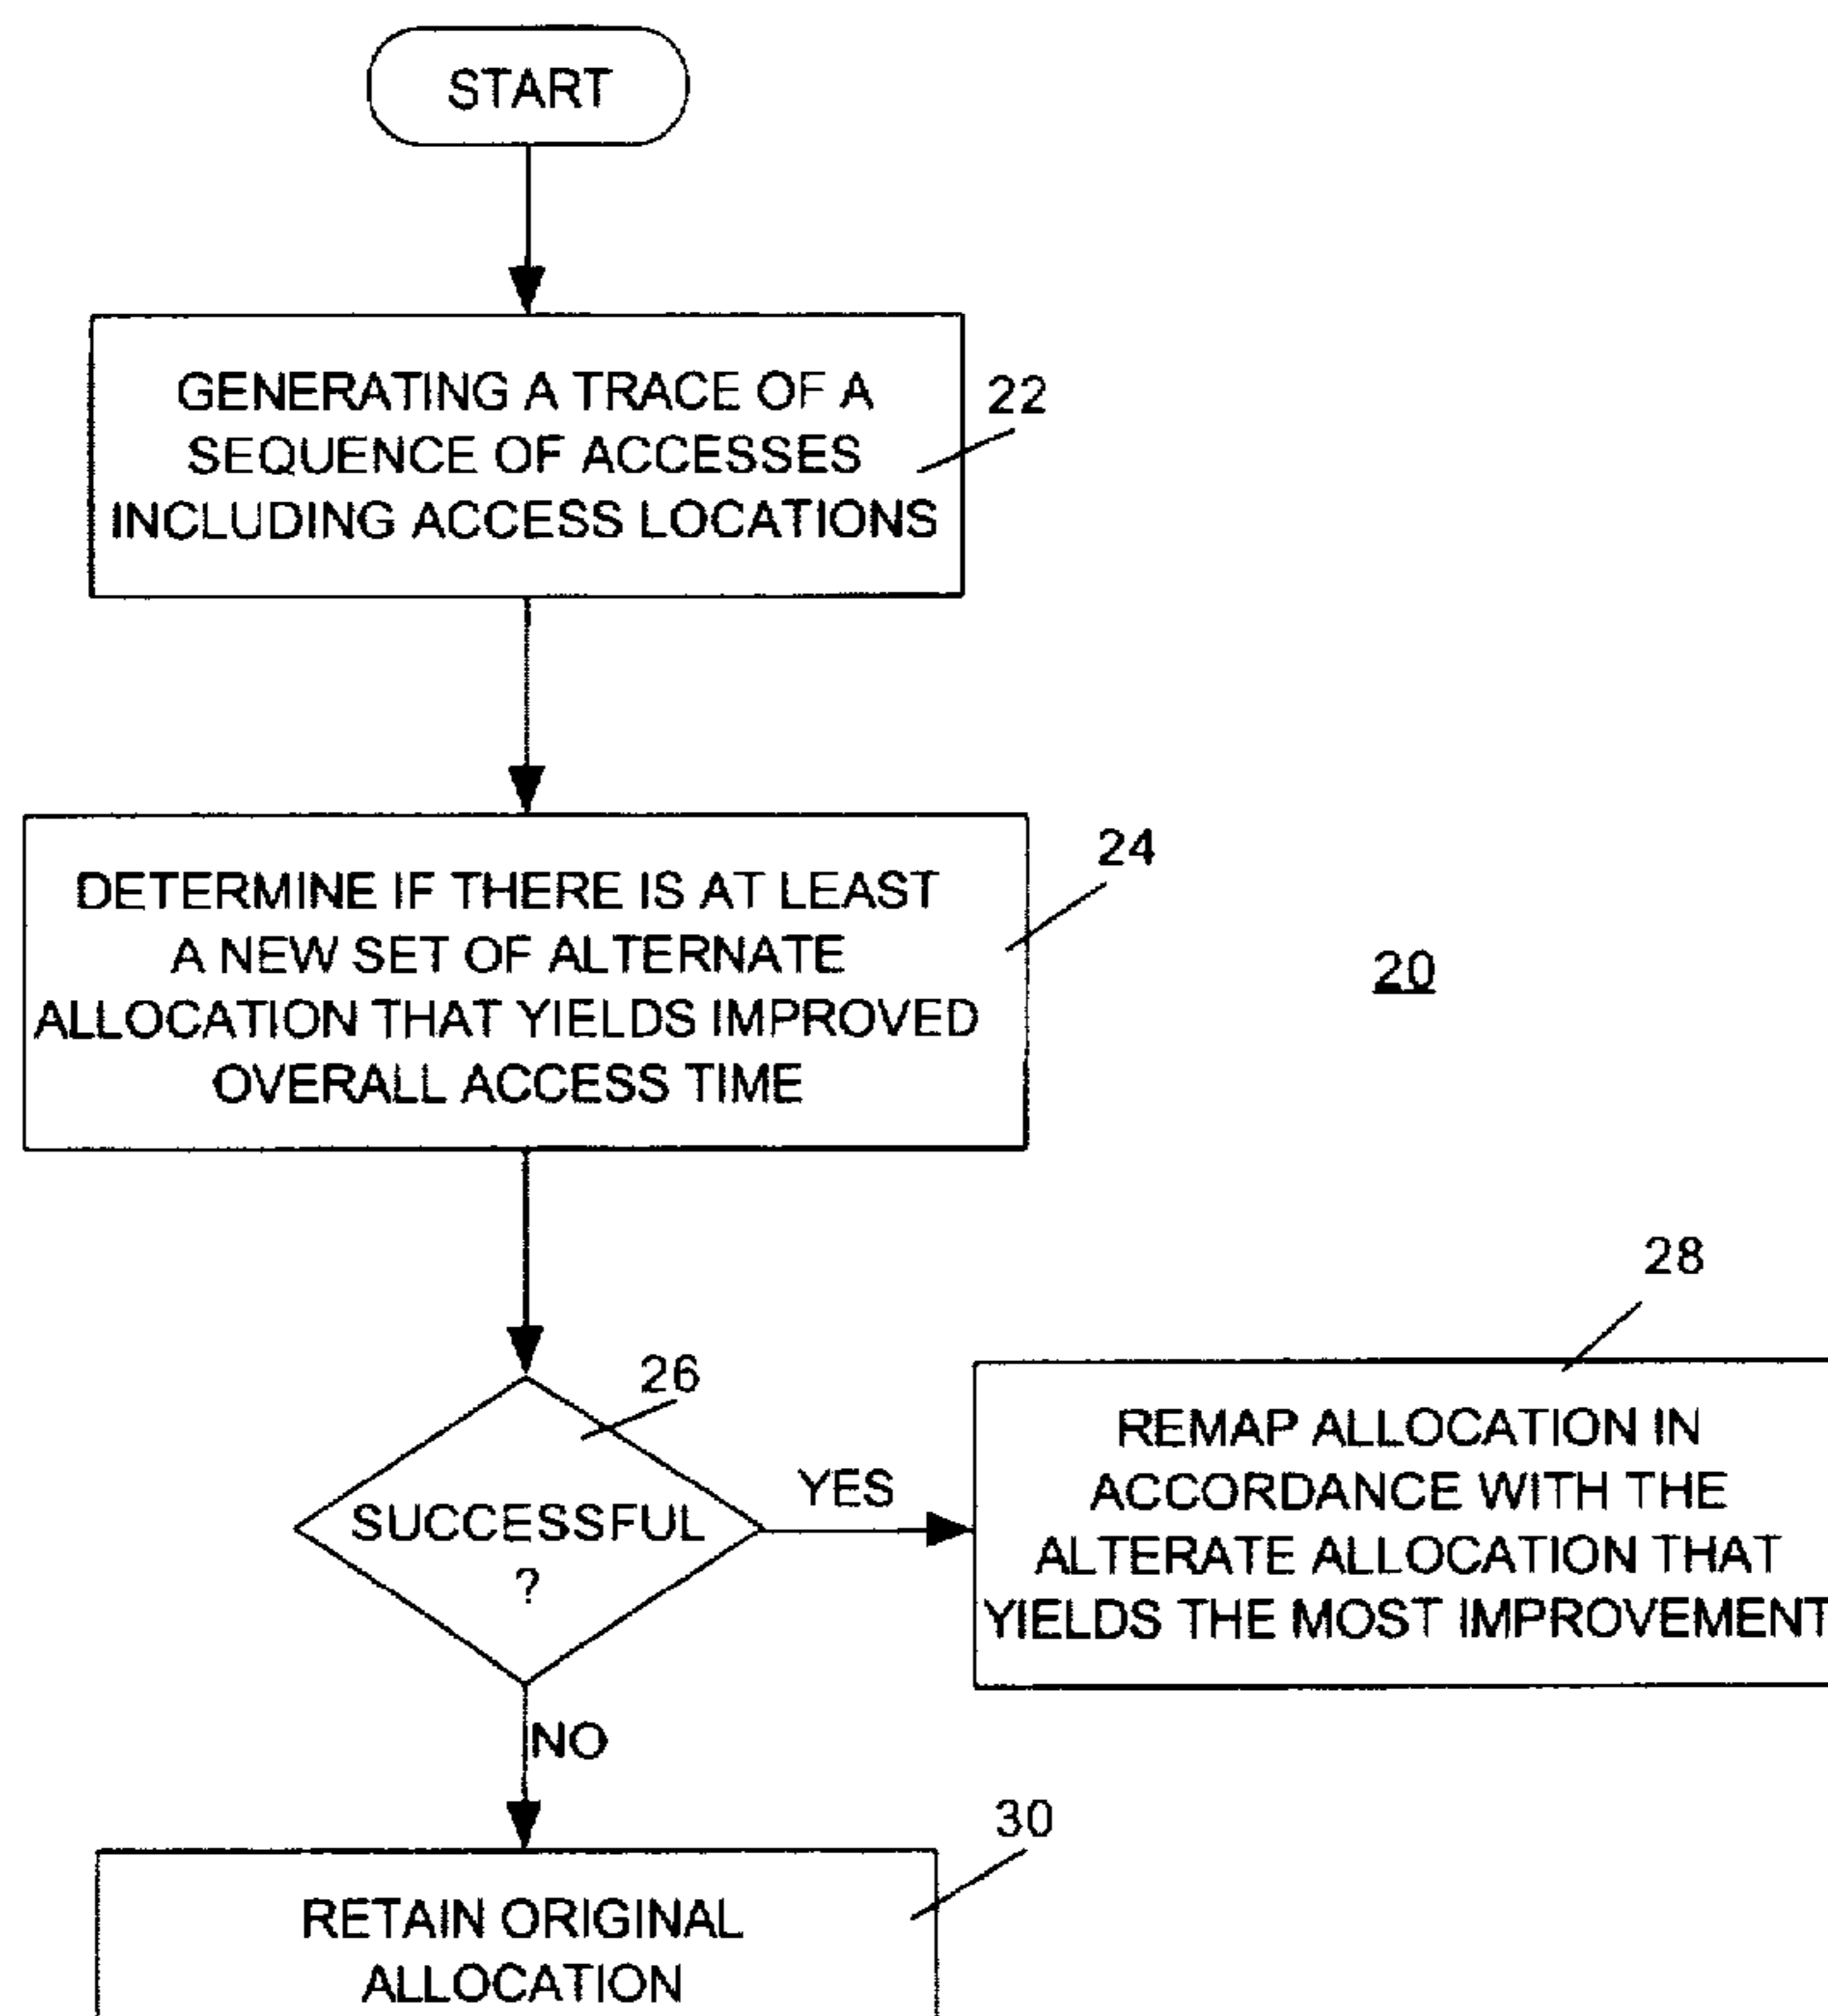 START
GENERATING A TRACE OF A
SEQUENCE OF ACCESSES
INCLUDING ACCESS LOCATIONS
22
DETERMINE IF THERE IS AT LEAST
A NEW SET OF ALTERNATE
ALLOCATION THAT YIELDS IMPROVED
OVERALL ACCESS TIME
24
20
26
SUCCESSFUL
?
YES
28
REMAP ALLOCATION IN
ACCORDANCE WITH THE
ALTERATE ALLOCATION THAT
YIELDS THE MOST IMPROVEMENT
NO
30
RETAIN ORIGINAL
ALLOCATION